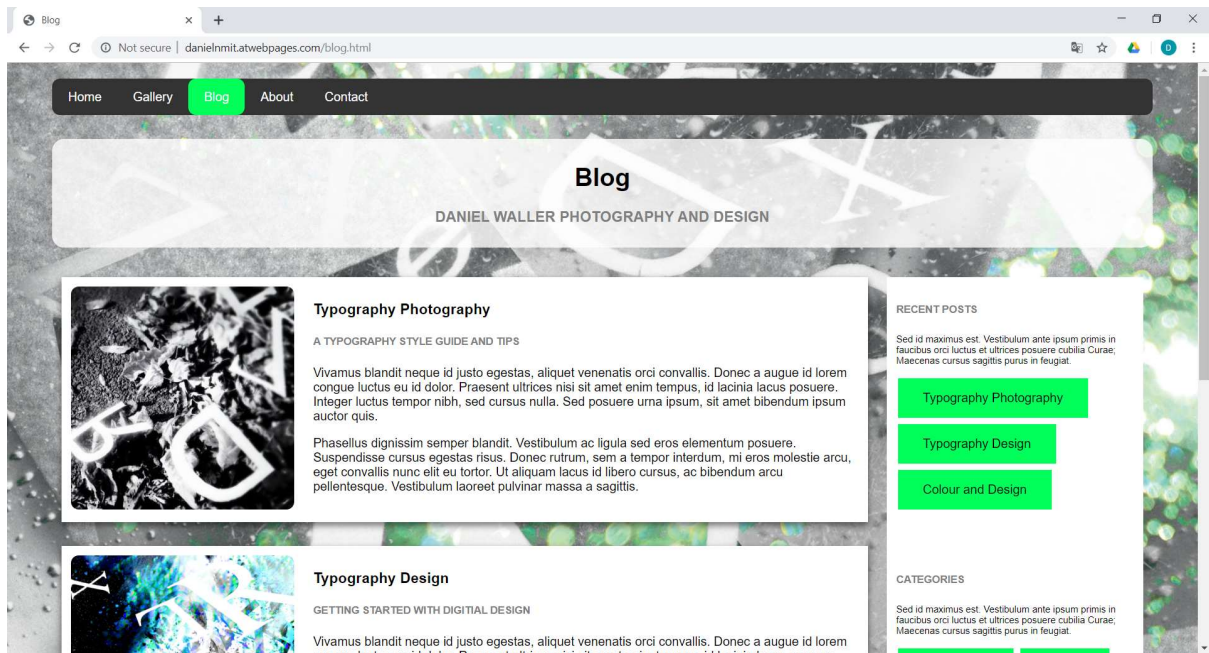 Blog
Not secure | danielnmit.atwebpages.com/blog.html
D
Home Gallery Blog About Contact
Blog
DANIEL WALLER PHOTOGRAPHY AND DESIGN
Typography Photography
A TYPOGRAPHY STYLE GUIDE AND TIPS
Vivamus blandit neque id justo egestas, aliquet venenatis orci convallis. Donec a augue id lorem
congue luctus eu id dolor. Praesent ultrices nisi sit amet enim tempus, id lacinia lacus posuere.
Integer luctus tempor nibh, sed cursus nulla. Sed posuere urna ipsum, sit amet bibendum ipsum
auctor quis.
Phasellus dignissim semper blandit. Vestibulum ac ligula sed eros elementum posuere.
Suspendisse cursus egestas risus. Donec rutrum, sem a tempor interdum, mi eros molestie arcu,
eget convallis nunc elit eu tortor. Ut aliquam lacus id libero cursus, ac bibendum arcu
pellentesque. Vestibulum laoreet pulvinar massa a sagittis.
Typography Design
GETTING STARTED WITH DIGITIAL DESIGN
Vivamus blandit neque id justo egestas, aliquet venenatis orci convallis. Donec a augue id lorem
RECENT POSTS
Sed id maximus est. Vestibulum ante ipsum primis in
faucibus orci luctus et ultrices posuere cubilia Curae;
Maecenas cursus sagittis purus in feugiat.
Typography Photography
Typography Design
Colour and Design
CATEGORIES
Sed id maximus est. Vestibulum ante ipsum primis in
faucibus orci luctus et ultrices posuere cubilia Curae;
Maecenas cursus sagittis purus in feugiat.